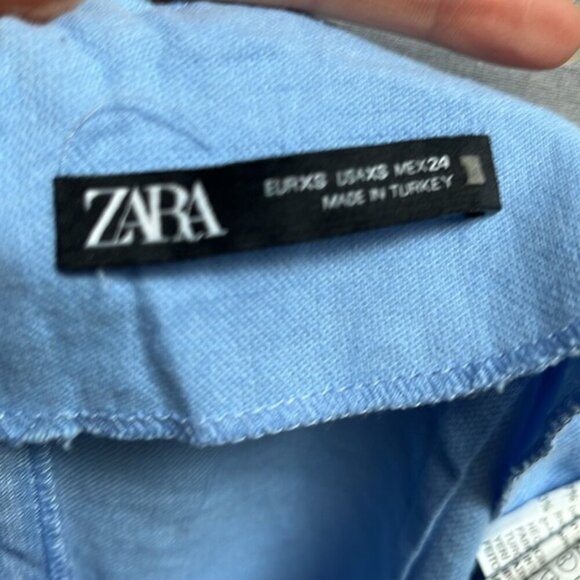 ZARA
EUR XS USA XS MEX 24
MADE IN TURKEY